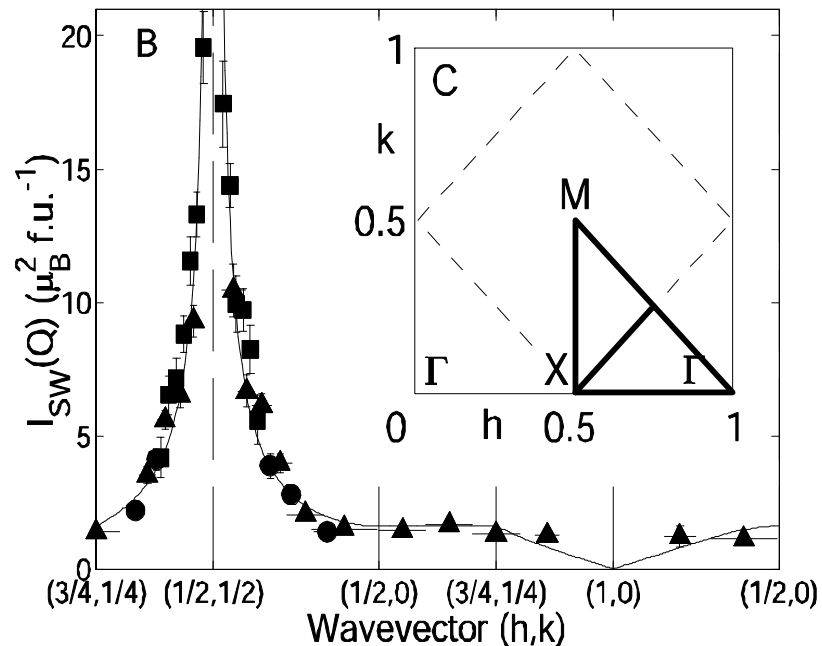 20
15
10
5
0
B
I_SW(Q) (μ_B^2 f.u.^-1)
(3/4,1/4) (1/2,1/2) (1/2,0) (3/4,1/4) (1,0) (1/2,0)
Wavevector (h,k)
1
C
k
0.5
M
Γ X Γ
0 h 0.5 1